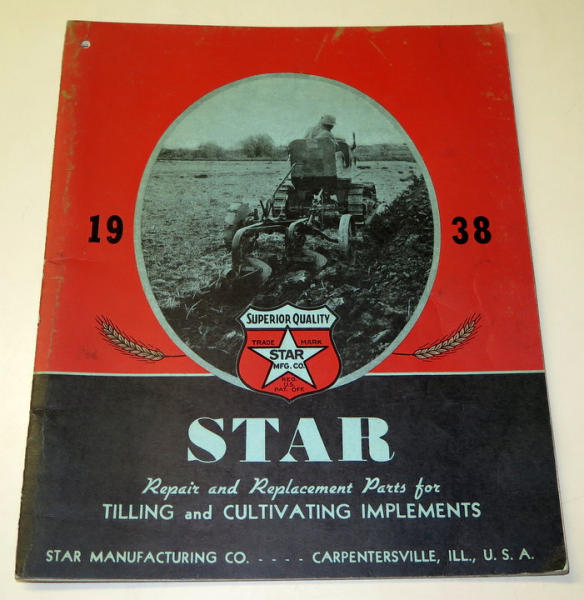 19 38
SUPERIOR QUALITY
TRADE MARK
STAR
MFG. CO.
REG.
U.S.
PAT. OFF.
STAR
Repair and Replacement Parts for
TILLING and CULTIVATING IMPLEMENTS
STAR MANUFACTURING CO. - - - - CARPENTERSVILLE, ILL., U. S. A.